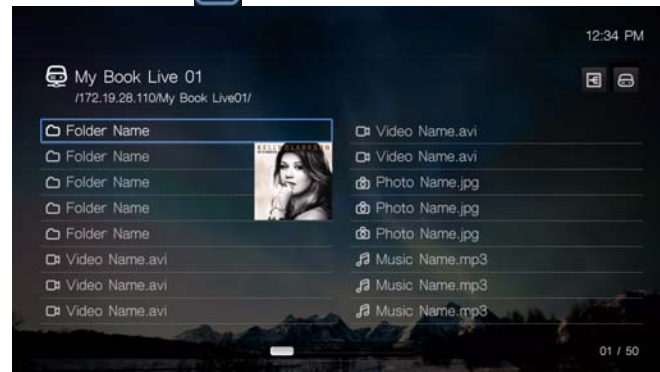 12:34 PM
My Book Live 01
/172.19.28.110/My Book Live01/
Folder Name
Folder Name
Folder Name
Folder Name
Folder Name
Video Name.avi
Video Name.avi
Video Name.avi
KELLY CLARKSON
Video Name.avi
Video Name.avi
Photo Name.jpg
Photo Name.jpg
Photo Name.jpg
Music Name.mp3
Music Name.mp3
Music Name.mp3
01 / 50